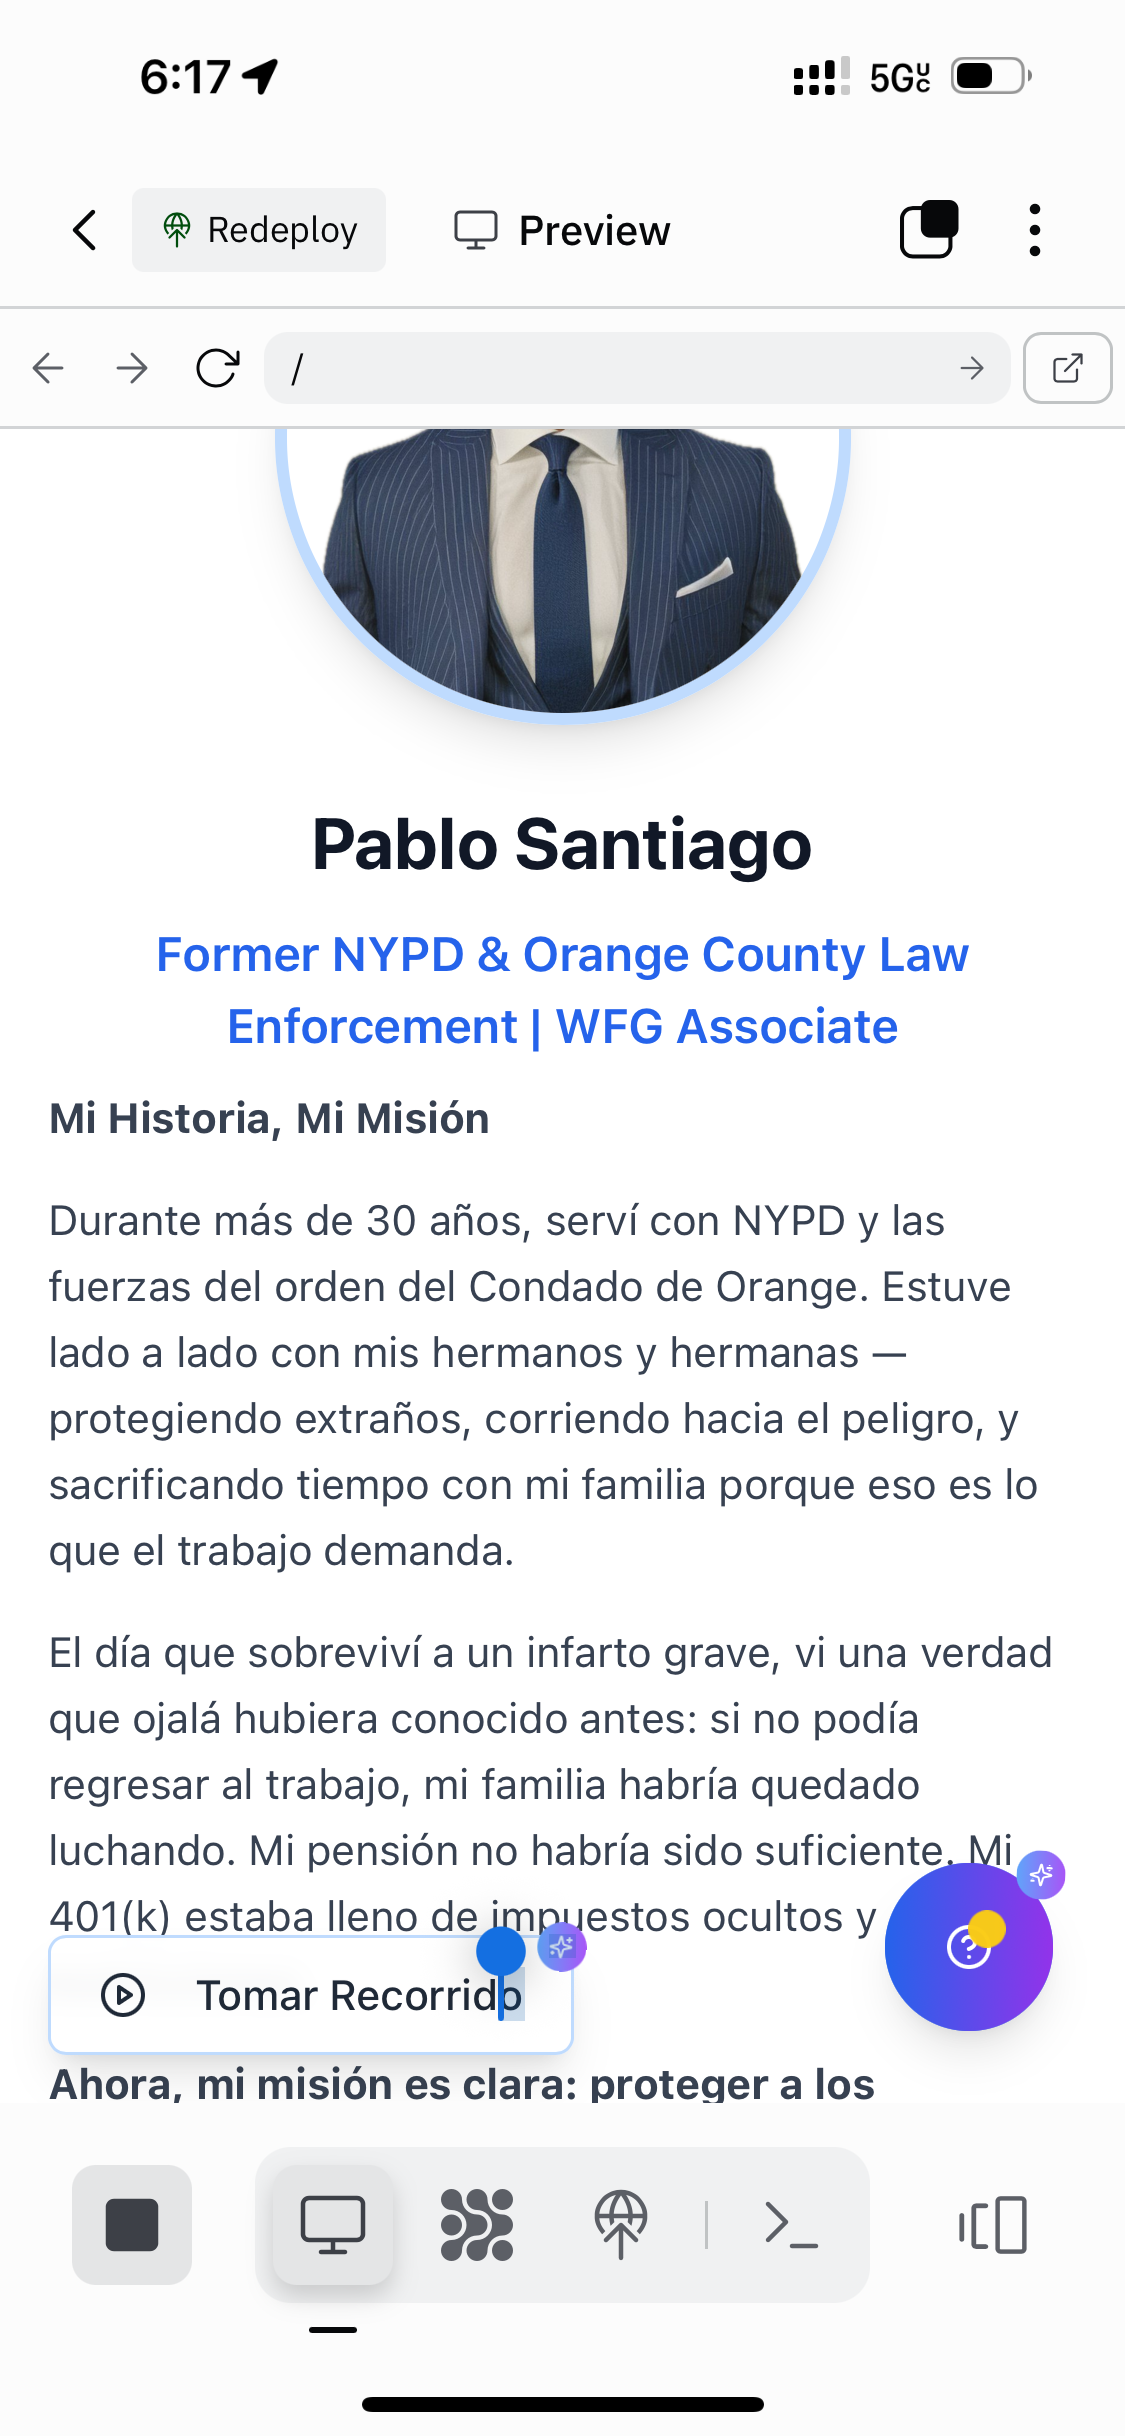 6:17
5GUC
Redeploy
Preview
/
Pablo Santiago
Former NYPD & Orange County Law
Enforcement | WFG Associate
Mi Historia, Mi Misión
Durante más de 30 años, serví con NYPD y las
fuerzas del orden del Condado de Orange. Estuve
lado a lado con mis hermanos y hermanas —
protegiendo extraños, corriendo hacia el peligro, y
sacrificando tiempo con mi familia porque eso es lo
que el trabajo demanda.
El día que sobreviví a un infarto grave, vi una verdad
que ojalá hubiera conocido antes: si no podía
regresar al trabajo, mi familia habría quedado
luchando. Mi pensión no habría sido suficiente. Mi
401(k) estaba lleno de impuestos ocultos y
Tomar Recorrido
Ahora, mi misión es clara: proteger a los